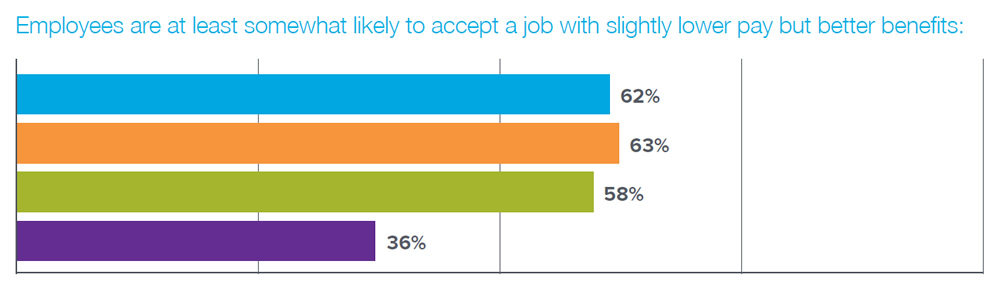 Employees are at least somewhat likely to accept a job with slightly lower pay but better benefits:
62%
63%
58%
36%